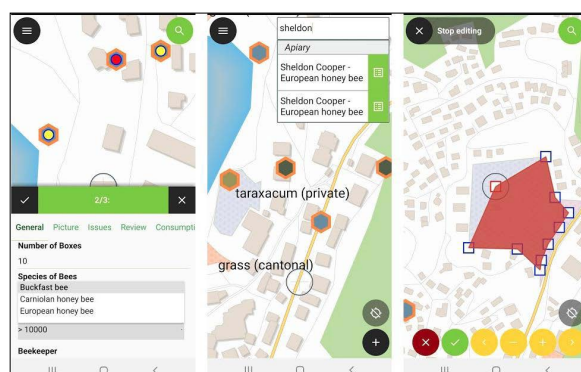 2/3:
General Picture Issues Review Consumpti
Number of Boxes
10
Species of Bees
Buckfast bee
Carniolan honey bee
European honey bee
> 10000
Beekeeper
sheldon
Apiary
Sheldon Cooper -
European honey bee
Sheldon Cooper -
European honey bee
taraxacum (private)
grass (cantonal)
Stop editing